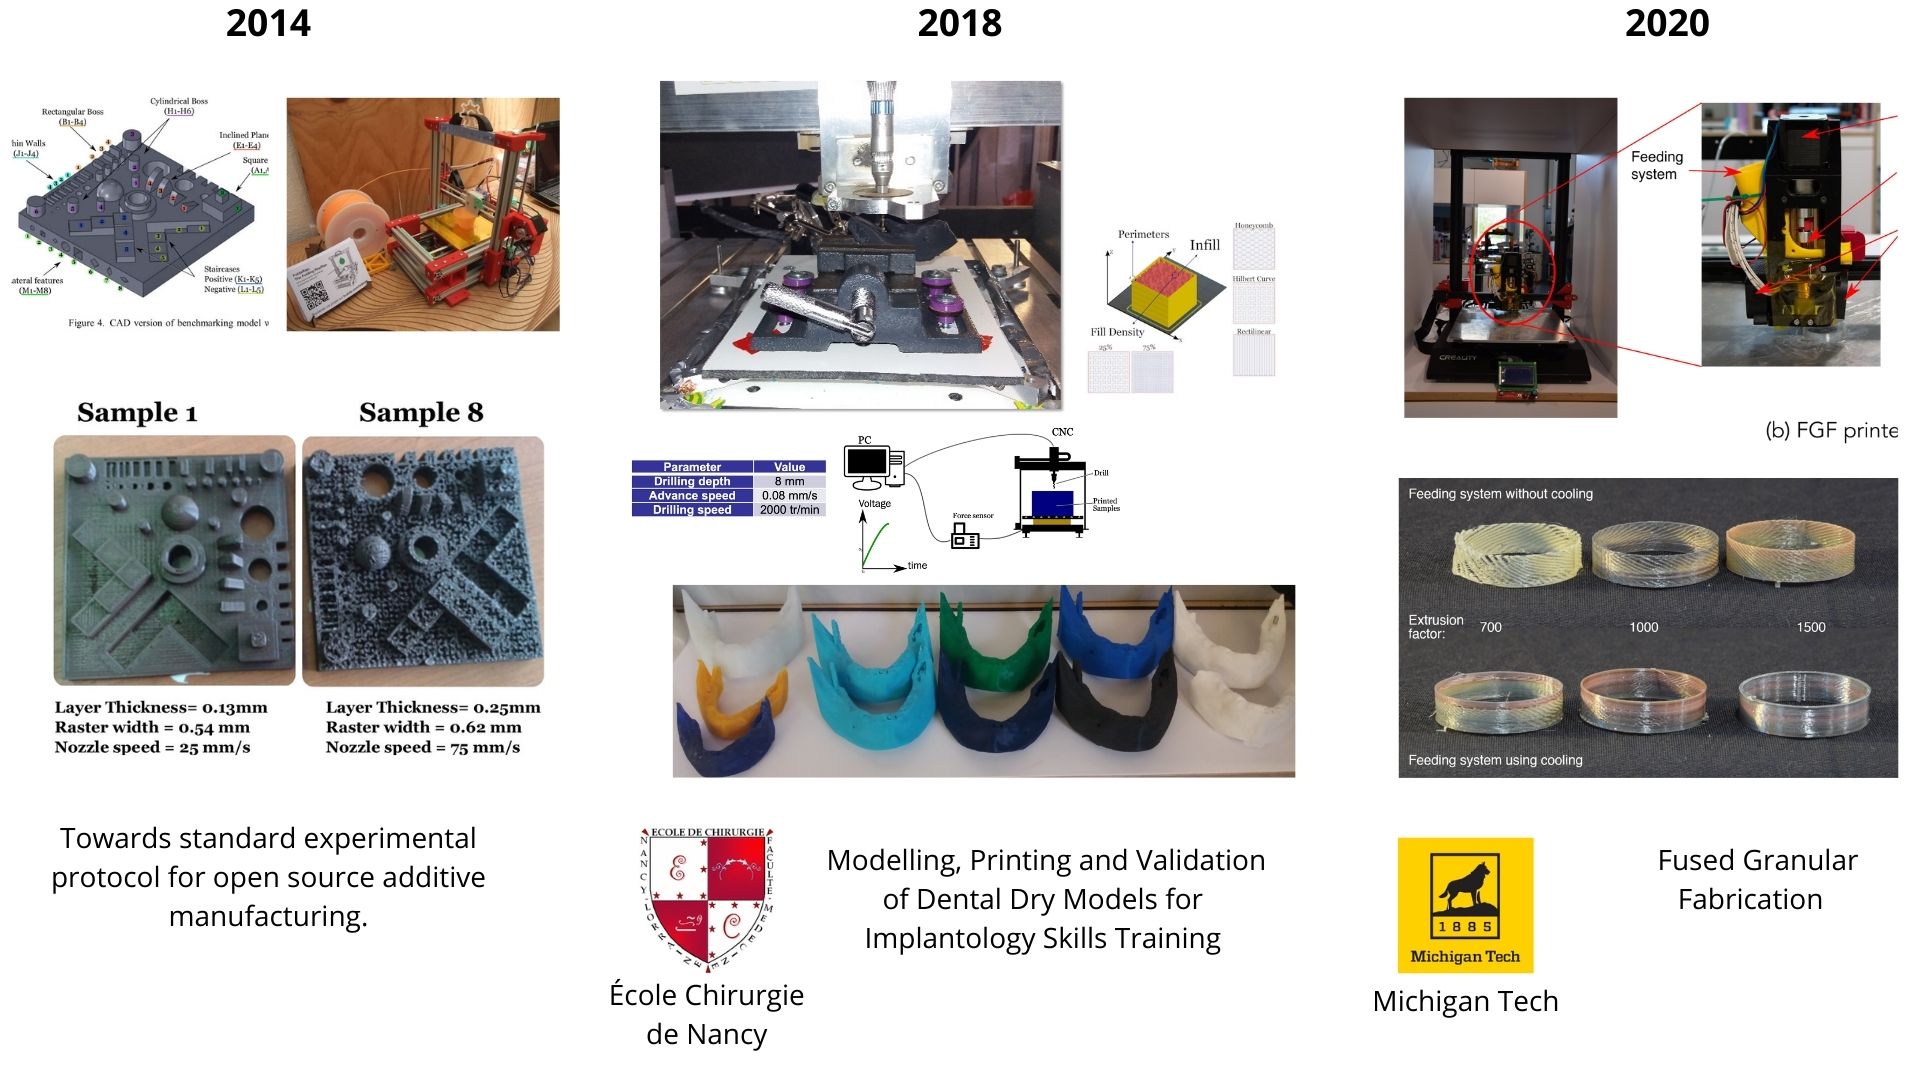 2014
2018
2020
Cylindrical Boss
(H1-H6)
Rectangular Boss
(B1-B4)
Inclined Plane
(E1-E4)
hin Walls
(J1-J4)
Square
(A1,
Staircases
Positive (K1-K5)
Negative (L1-L5)
ateral features
(M1-M8)
Figure 4. CAD version of benchmarking model
Sample 1
Sample 8
Layer Thickness= 0.13mm
Raster width = 0.54 mm
Nozzle speed = 25 mm/s
Layer Thickness= 0.25mm
Raster width = 0.62 mm
Nozzle speed = 75 mm/s
Towards standard experimental
protocol for open source additive
manufacturing.
Perimeters
Infill
Fill Density
25%
75%
Honeycomb
Hilbert Curve
Rectilinear
Parameter Value
Drilling depth 8 mm
Advance speed 0.08 mm/s
Drilling speed 2000 tr/min
PC
CNC
Drill
Printed
Samples
Voltage
Force sensor
time
ECOLE DE CHIRURGIE
NANCY-LORRAINE
FACULTE-MEDECINE
École Chirurgie
de Nancy
Modelling, Printing and Validation
of Dental Dry Models for
Implantology Skills Training
Feeding
system
CREALITY
(b) FGF printe
Feeding system without cooling
Extrusion
factor:
700
1000
1500
Feeding system using cooling
1885
Michigan Tech
Michigan Tech
Fused Granular
Fabrication